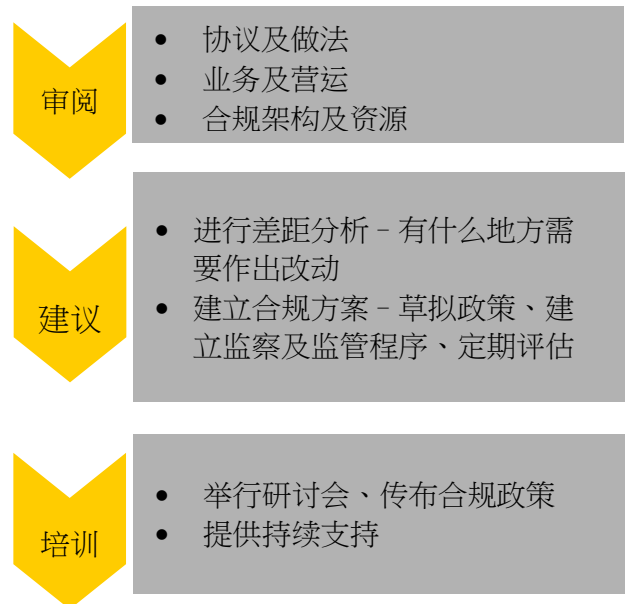 审阅
• 协议及做法
• 业务及营运
• 合规架构及资源
建议
• 进行差距分析 – 有什么地方需
要作出改动
• 建立合规方案 – 草拟政策、建
立监察及监管程序、定期评估
培训
• 举行研讨会、传布合规政策
• 提供持续支持